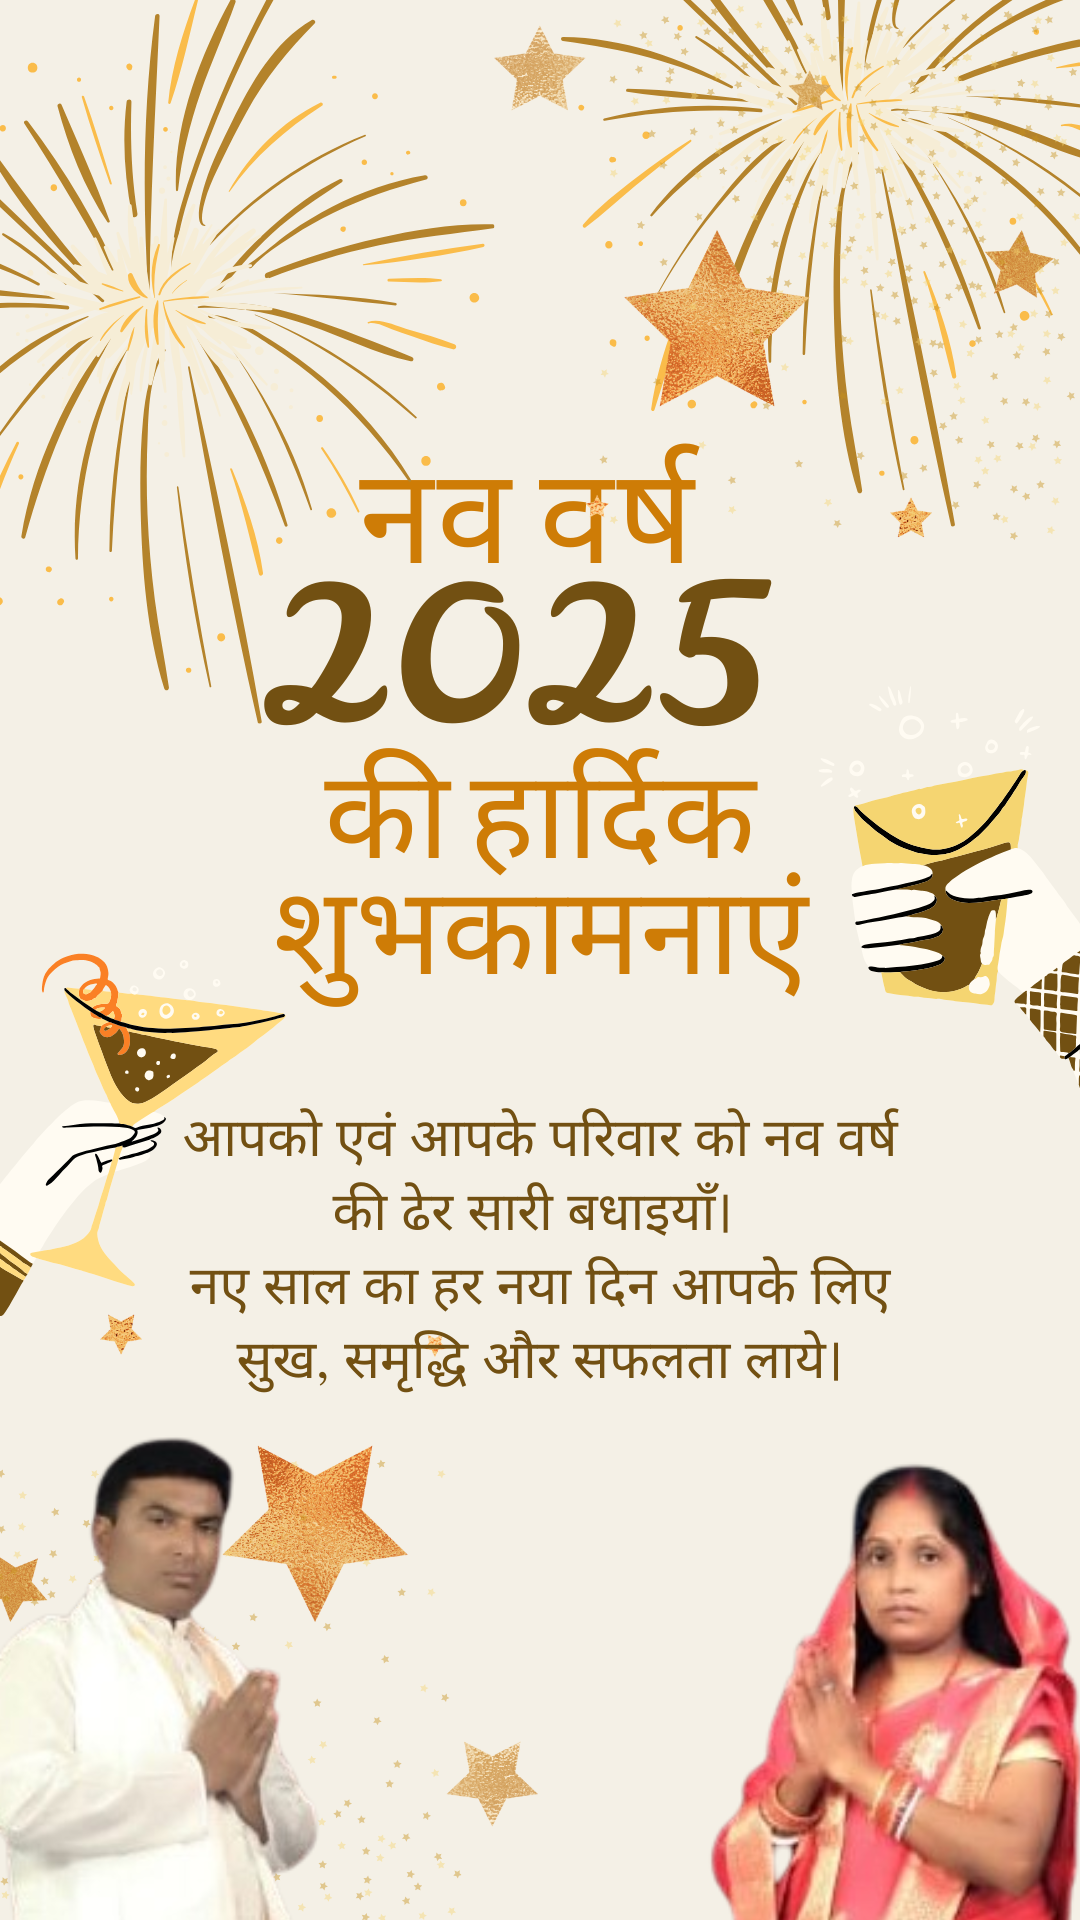 नव वर्ष
2025
की हार्दिक
शुभकामनाएं
आपको एवं आपके परिवार को नव वर्ष
की ढेर सारी बधाइयाँ।
नए साल का हर नया दिन आपके लिए
सुख, समृद्धि और सफलता लाये।